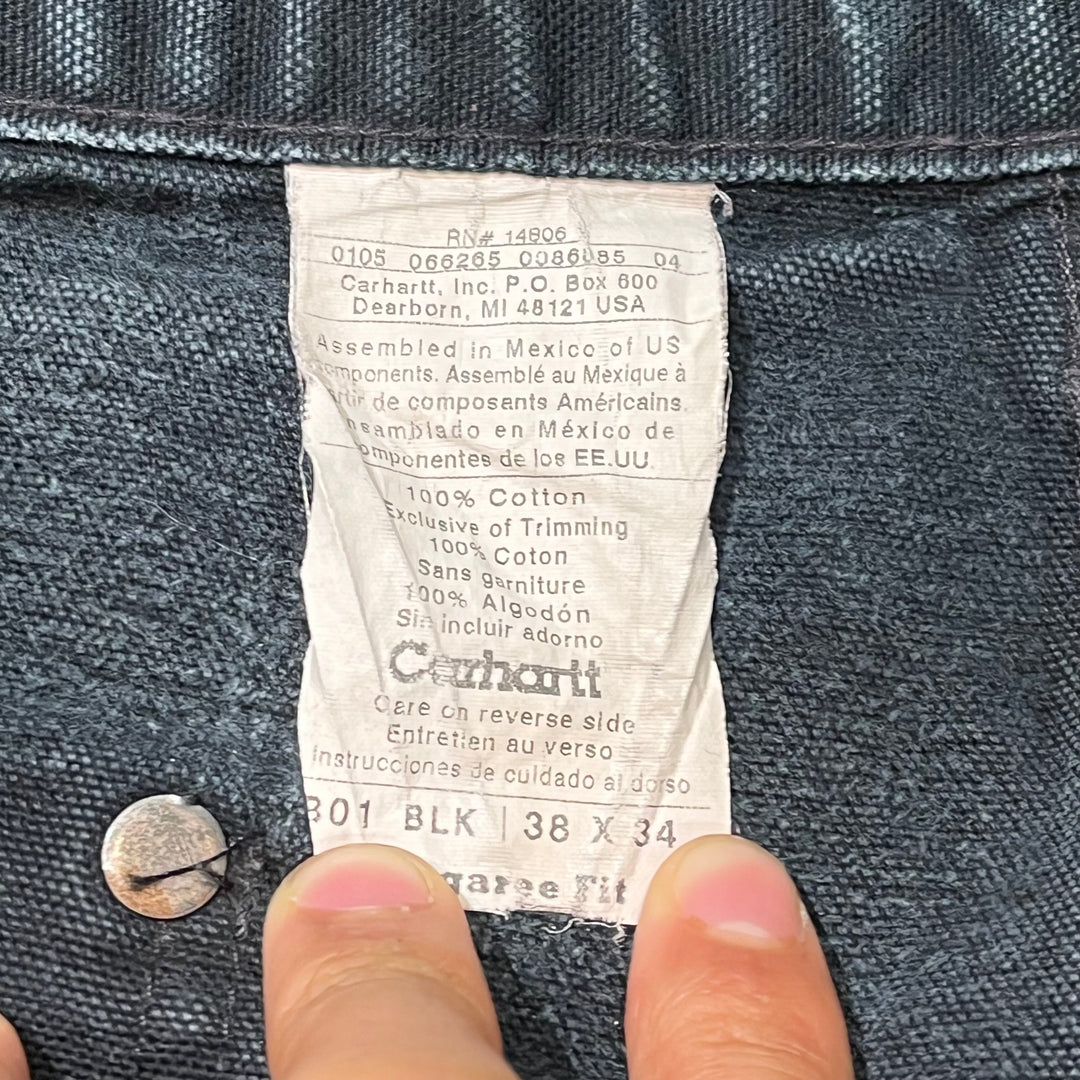 RN# 14806
0105 066265 0086085 04
Carhartt, Inc. P.O. Box 600
Dearborn, MI 48121 USA
Assembled in Mexico of US
omponents. Assemblé au Mexique à
artir de composants Américains.
nsamblado en México de
omponentes de los EE.UU.
100% Cotton
Exclusive of Trimming
100% Coton
Sans garniture
100% Algodón
Sin incluir adorno
Carhartt
Care on reverse side
Entretien au verso
Instrucciones de cuidado al dorso
B01 BLK | 38 X 34
garee Fit